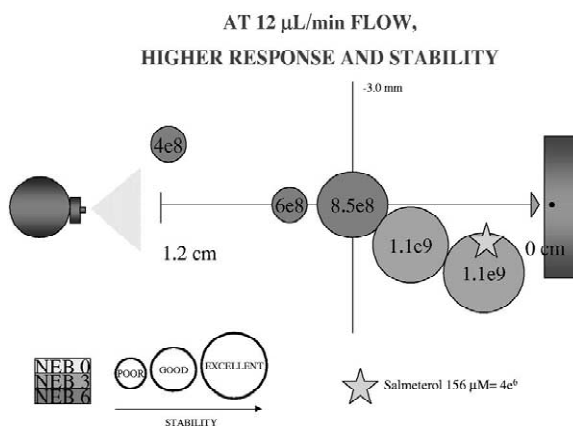 AT 12 μL/min FLOW,
HIGHER RESPONSE AND STABILITY
-3.0 mm
4e8
6e8
8.5e8
1.2 cm
1.1e9
0 cm
1.1e9
NEB 0
NEB 3
NEB 6
POOR
GOOD
EXCELLENT
STABILITY
Salmeterol 156 μM= 4e⁶